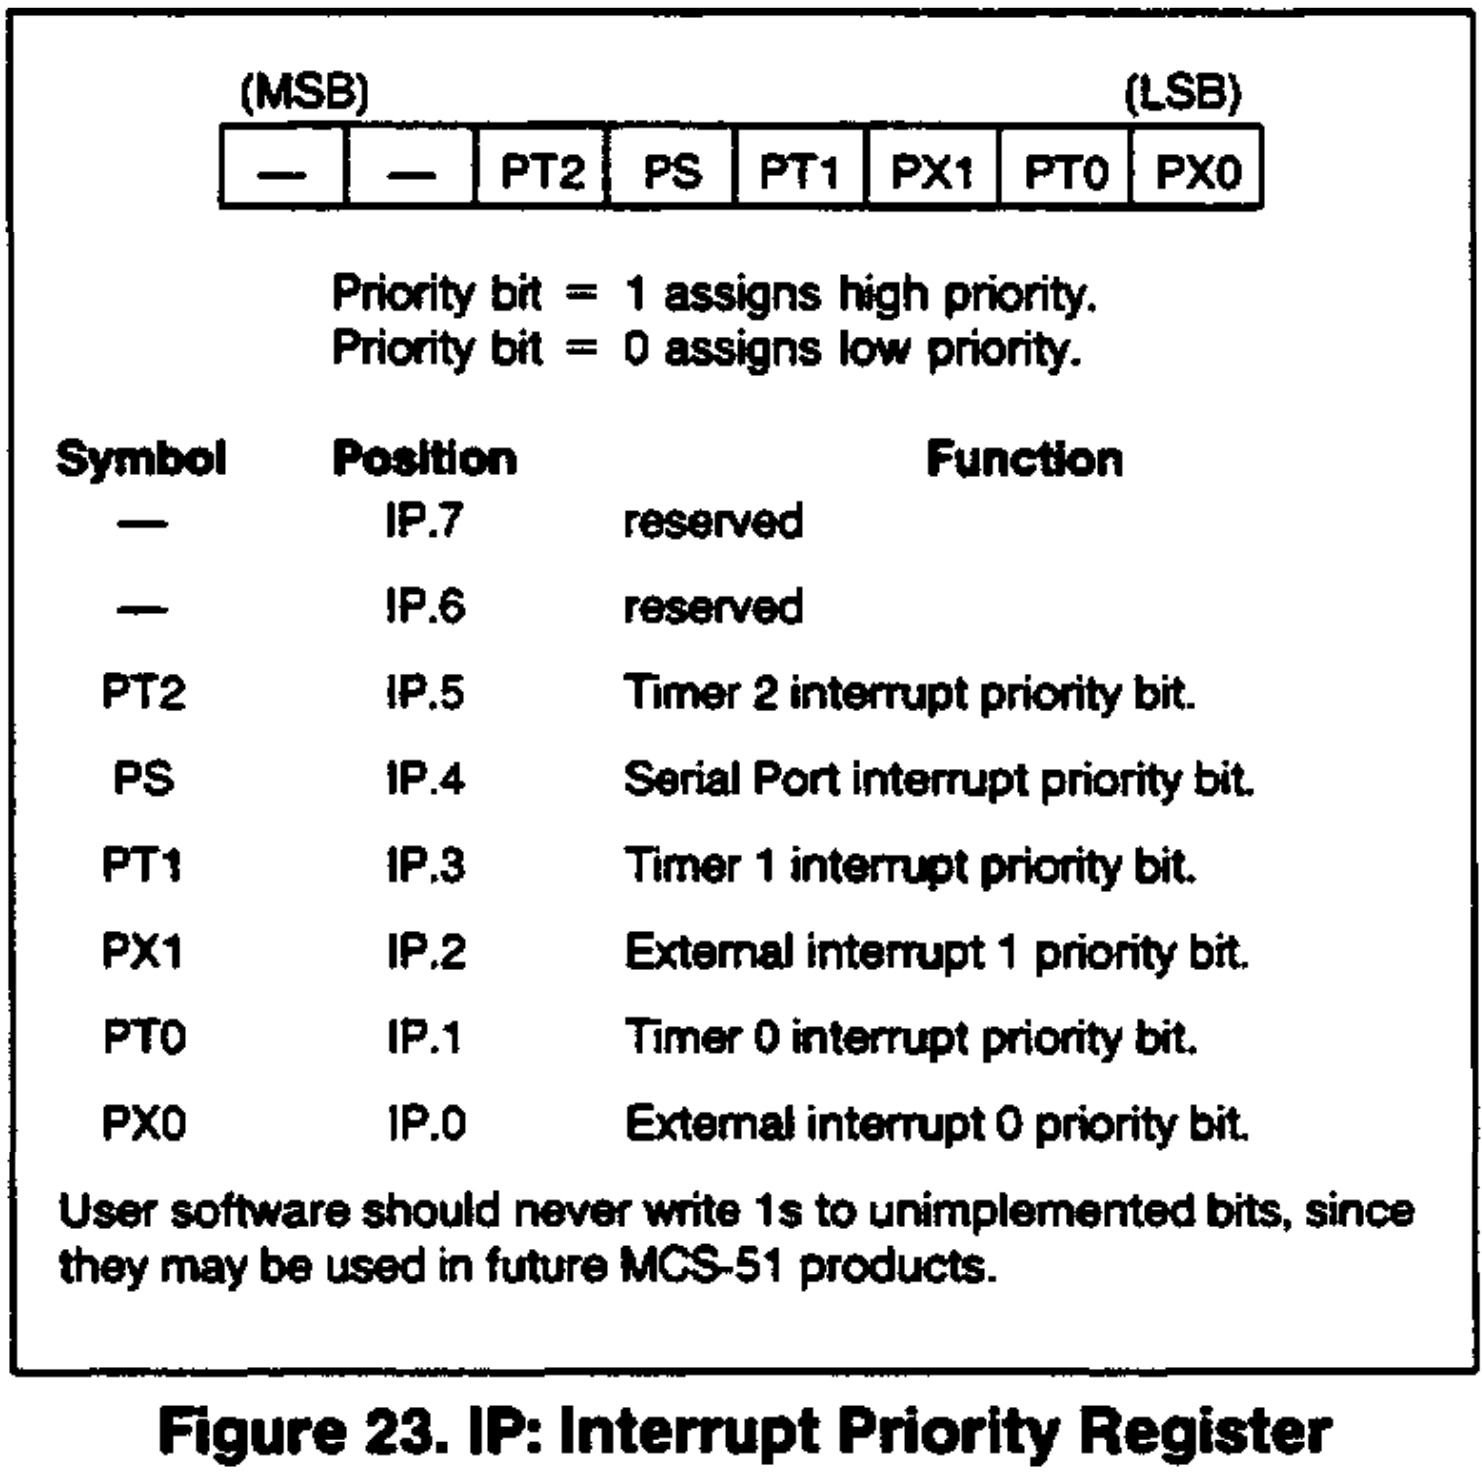 (MSB) (LSB)
— — PT2 PS PT1 PX1 PT0 PX0
Priority bit = 1 assigns high priority.
Priority bit = 0 assigns low priority.
Symbol Position Function
— IP.7 reserved
— IP.6 reserved
PT2 IP.5 Timer 2 interrupt priority bit.
PS IP.4 Serial Port interrupt priority bit.
PT1 IP.3 Timer 1 interrupt priority bit.
PX1 IP.2 External interrupt 1 priority bit.
PT0 IP.1 Timer 0 interrupt priority bit.
PX0 IP.0 External interrupt 0 priority bit.
User software should never write 1s to unimplemented bits, since
they may be used in future MCS-51 products.
Figure 23. IP: Interrupt Priority Register